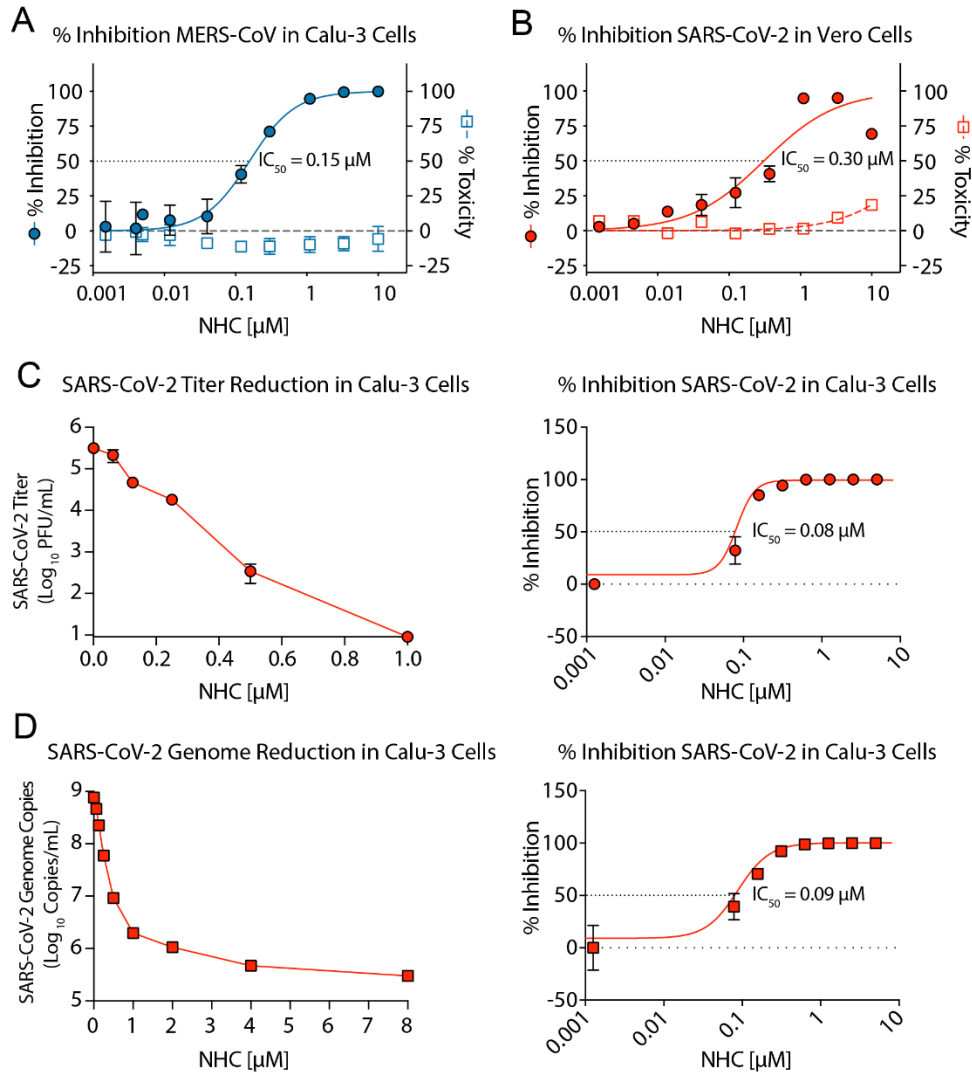 A
% Inhibition MERS-CoV in Calu-3 Cells
% Inhibition
100
75
50
25
0
-25
IC50 = 0.15 µM
100
75
50
25
0
-25
% Toxicity
0.001
0.01
0.1
1
10
NHC [µM]
B
% Inhibition SARS-CoV-2 in Vero Cells
% Inhibition
100
75
50
25
0
-25
IC50 = 0.30 µM
100
75
50
25
0
-25
% Toxicity
0.001
0.01
0.1
1
10
NHC [µM]
C
SARS-CoV-2 Titer Reduction in Calu-3 Cells
SARS-CoV-2 Titer
(Log10 PFU/mL)
6
5
4
3
2
1
0.0
0.2
0.4
0.6
0.8
1.0
NHC [µM]
% Inhibition SARS-CoV-2 in Calu-3 Cells
% Inhibition
150
100
50
0
-50
IC50 = 0.08 µM
0.001
0.01
0.1
1
10
NHC [µM]
D
SARS-CoV-2 Genome Reduction in Calu-3 Cells
SARS-CoV-2 Genome Copies
(Log10 Copies/mL)
9
8
7
6
5
0
1
2
3
4
5
6
7
8
NHC [µM]
% Inhibition SARS-CoV-2 in Calu-3 Cells
% Inhibition
150
100
50
0
-50
IC50 = 0.09 µM
0.001
0.01
0.1
1
10
NHC [µM]